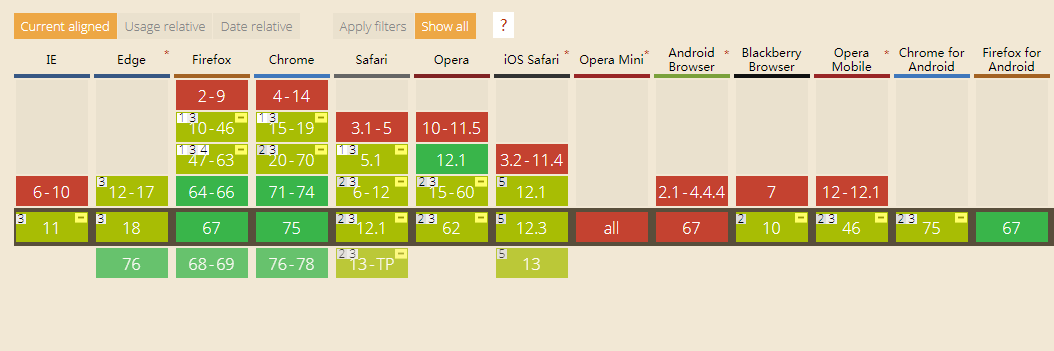 Current aligned Usage relative Date relative Apply filters Show all ?
IE Edge * Firefox Chrome Safari Opera iOS Safari * Opera Mini * Android Browser * Blackberry Browser Opera Mobile * Chrome for Android Firefox for Android
2-9 4-14
1 3 10-46 - 1 3 15-19 - 3.1-5 10-11.5
1 3 4 47-63 - 2 3 20-70 - 1 3 5.1 - 12.1 3.2-11.4
6-10 3 12-17 64-66 71-74 2 3 6-12 - 2 3 15-60 - 5 12.1 2.1-4.4.4 7 12-12.1
3 11 - 3 18 67 75 2 3 12.1 - 2 3 62 - 5 12.3 all 67 2 10 - 2 3 46 - 2 3 75 - 67
76 68-69 76-78 2 3 13-TP - 5 13